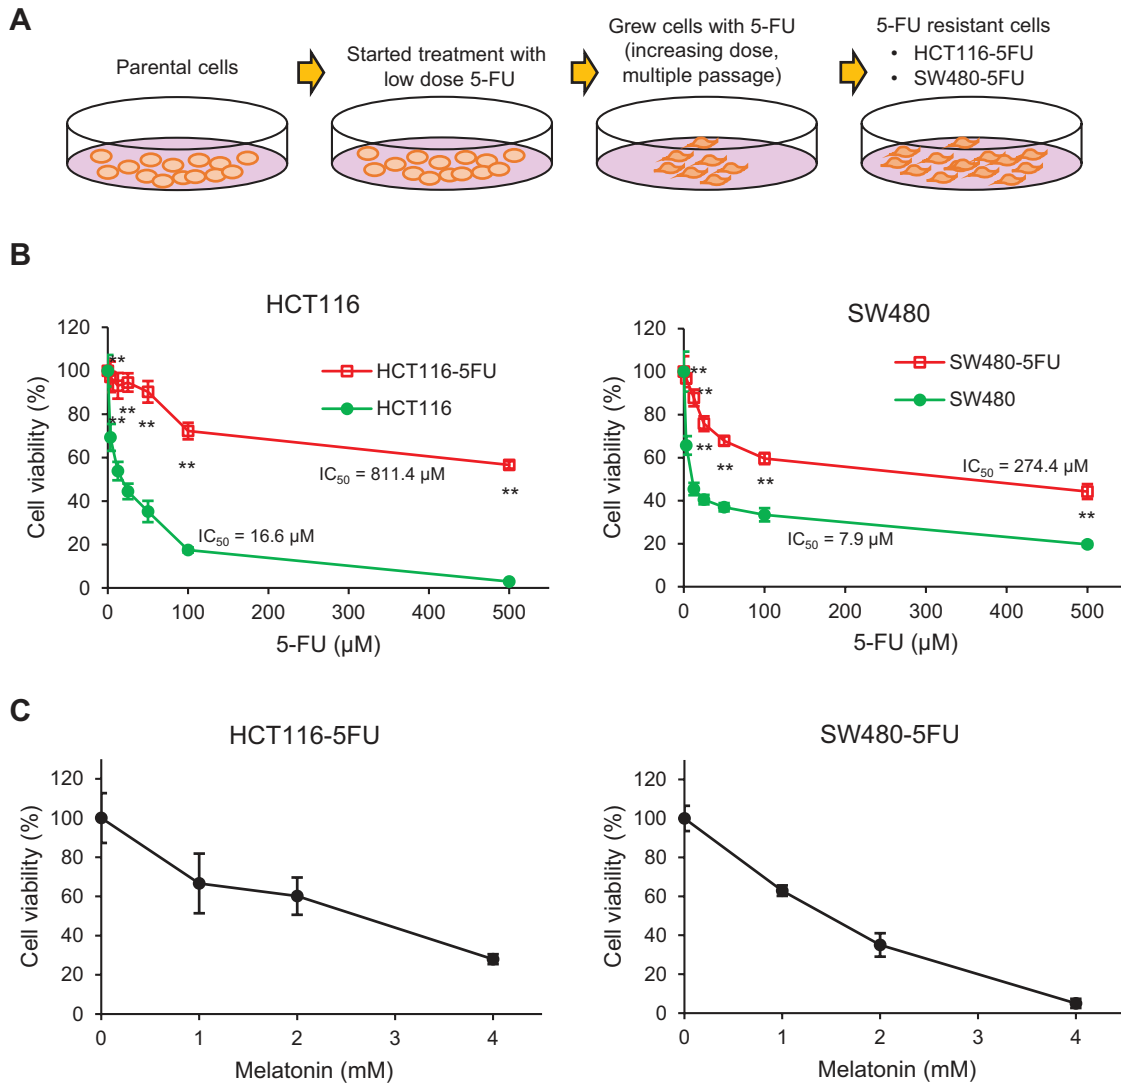 A
Parental cells
Started treatment with
low dose 5-FU
Grew cells with 5-FU
(increasing dose,
multiple passage)
5-FU resistant cells
• HCT116-5FU
• SW480-5FU
B
HCT116
Cell viability (%)
120
100
80
60
40
20
0
**
**
**
**
**
**
HCT116-5FU
HCT116
IC50 = 811.4 µM
IC50 = 16.6 µM
0 100 200 300 400 500
5-FU (µM)
SW480
Cell viability (%)
120
100
80
60
40
20
0
**
**
**
**
**
**
SW480-5FU
SW480
IC50 = 274.4 µM
IC50 = 7.9 µM
0 100 200 300 400 500
5-FU (µM)
C
HCT116-5FU
Cell viability (%)
120
100
80
60
40
20
0
0 1 2 3 4
Melatonin (mM)
SW480-5FU
Cell viability (%)
120
100
80
60
40
20
0
0 1 2 3 4
Melatonin (mM)